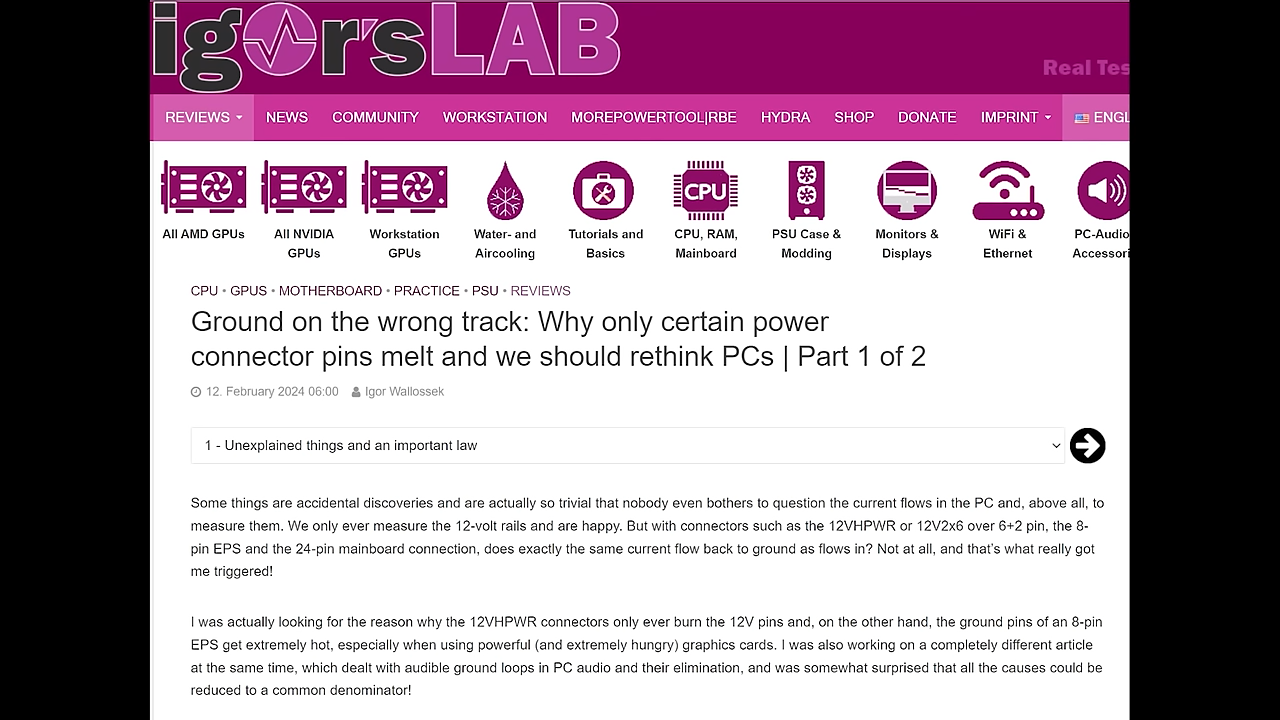 igor'sLAB
Real Tes
REVIEWS NEWS COMMUNITY WORKSTATION MOREPOWERTOOL|RBE HYDRA SHOP DONATE IMPRINT ENGL
All AMD GPUs
All NVIDIA
GPUs
Workstation
GPUs
Water- and
Aircooling
Tutorials and
Basics
CPU
CPU, RAM,
Mainboard
PSU Case &
Modding
Monitors &
Displays
WiFi &
Ethernet
PC-Audio
Accessori
CPU • GPUS • MOTHERBOARD • PRACTICE • PSU • REVIEWS
Ground on the wrong track: Why only certain power
connector pins melt and we should rethink PCs | Part 1 of 2
12. February 2024 06:00 Igor Wallossek
1 - Unexplained things and an important law
Some things are accidental discoveries and are actually so trivial that nobody even bothers to question the current flows in the PC and, above all, to
measure them. We only ever measure the 12-volt rails and are happy. But with connectors such as the 12VHPWR or 12V2x6 over 6+2 pin, the 8-
pin EPS and the 24-pin mainboard connection, does exactly the same current flow back to ground as flows in? Not at all, and that's what really got
me triggered!
I was actually looking for the reason why the 12VHPWR connectors only ever burn the 12V pins and, on the other hand, the ground pins of an 8-pin
EPS get extremely hot, especially when using powerful (and extremely hungry) graphics cards. I was also working on a completely different article
at the same time, which dealt with audible ground loops in PC audio and their elimination, and was somewhat surprised that all the causes could be
reduced to a common denominator!